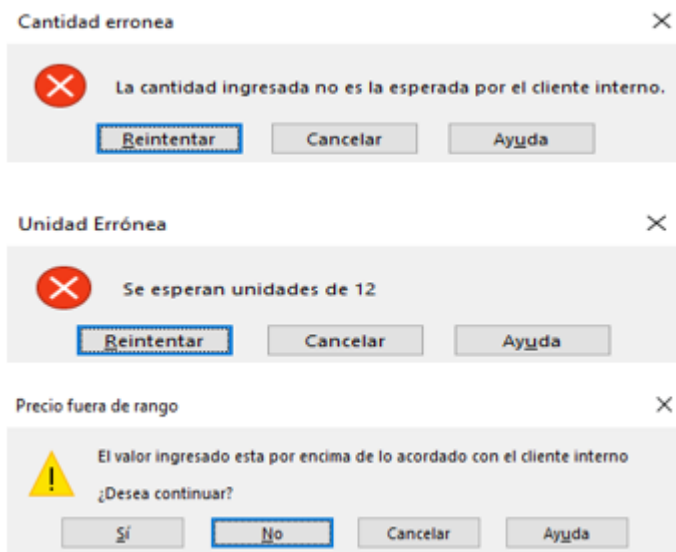 Cantidad erronea
La cantidad ingresada no es la esperada por el cliente interno.
Reintentar Cancelar Ayuda
Unidad Errónea
Se esperan unidades de 12
Reintentar Cancelar Ayuda
Precio fuera de rango
El valor ingresado esta por encima de lo acordado con el cliente interno
¿Desea continuar?
Sí No Cancelar Ayuda